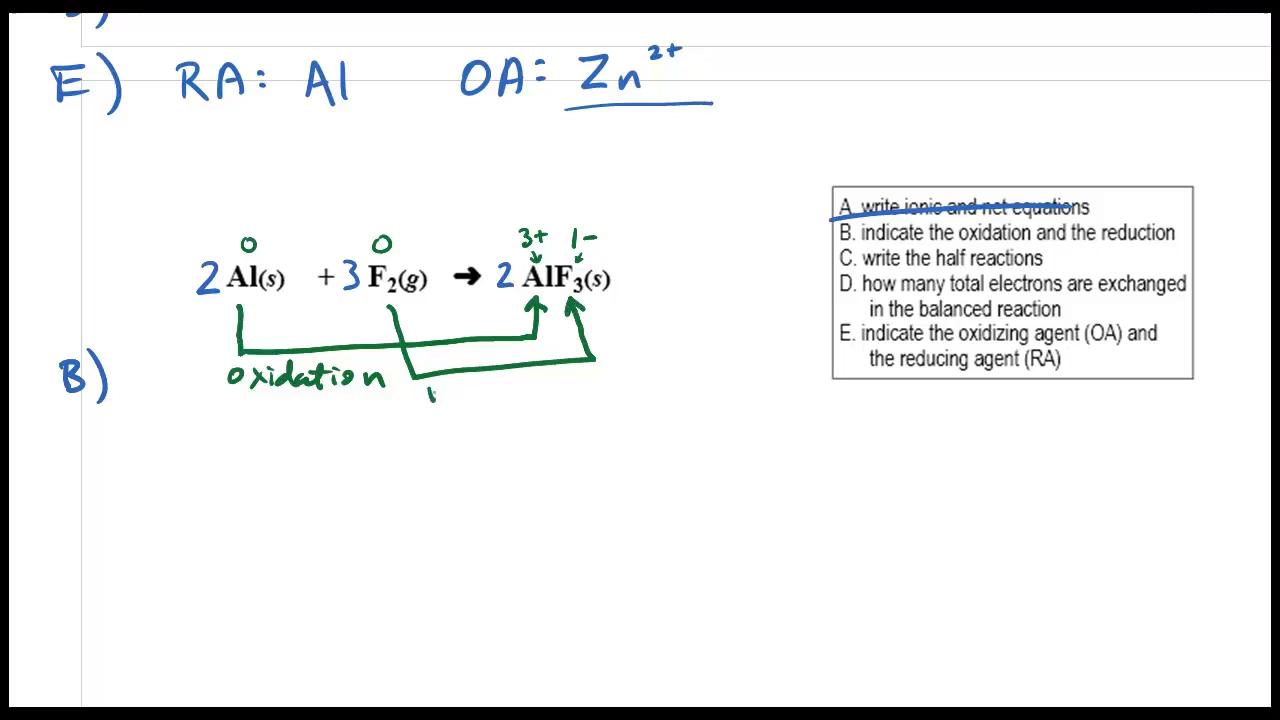 E) RA: Al OA: Zn²⁺
A. write ionic and net equations
B. indicate the oxidation and the reduction
C. write the half reactions
D. how many total electrons are exchanged
in the balanced reaction
E. indicate the oxidizing agent (OA) and
the reducing agent (RA)
0 0 3+ 1-
2 Al(s) + 3 F₂(g) → 2 AlF₃(s)
B) oxidation